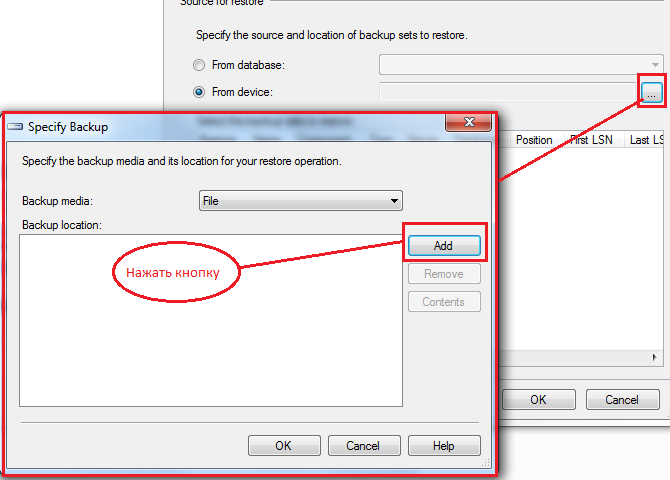 Source for restore
Specify the source and location of backup sets to restore.
From database:
From device:
...
Position First LSN Last LS
Specify Backup
Specify the backup media and its location for your restore operation.
Backup media: File
Backup location:
Add
Нажать кнопку
Remove
Contents
OK Cancel
OK Cancel Help